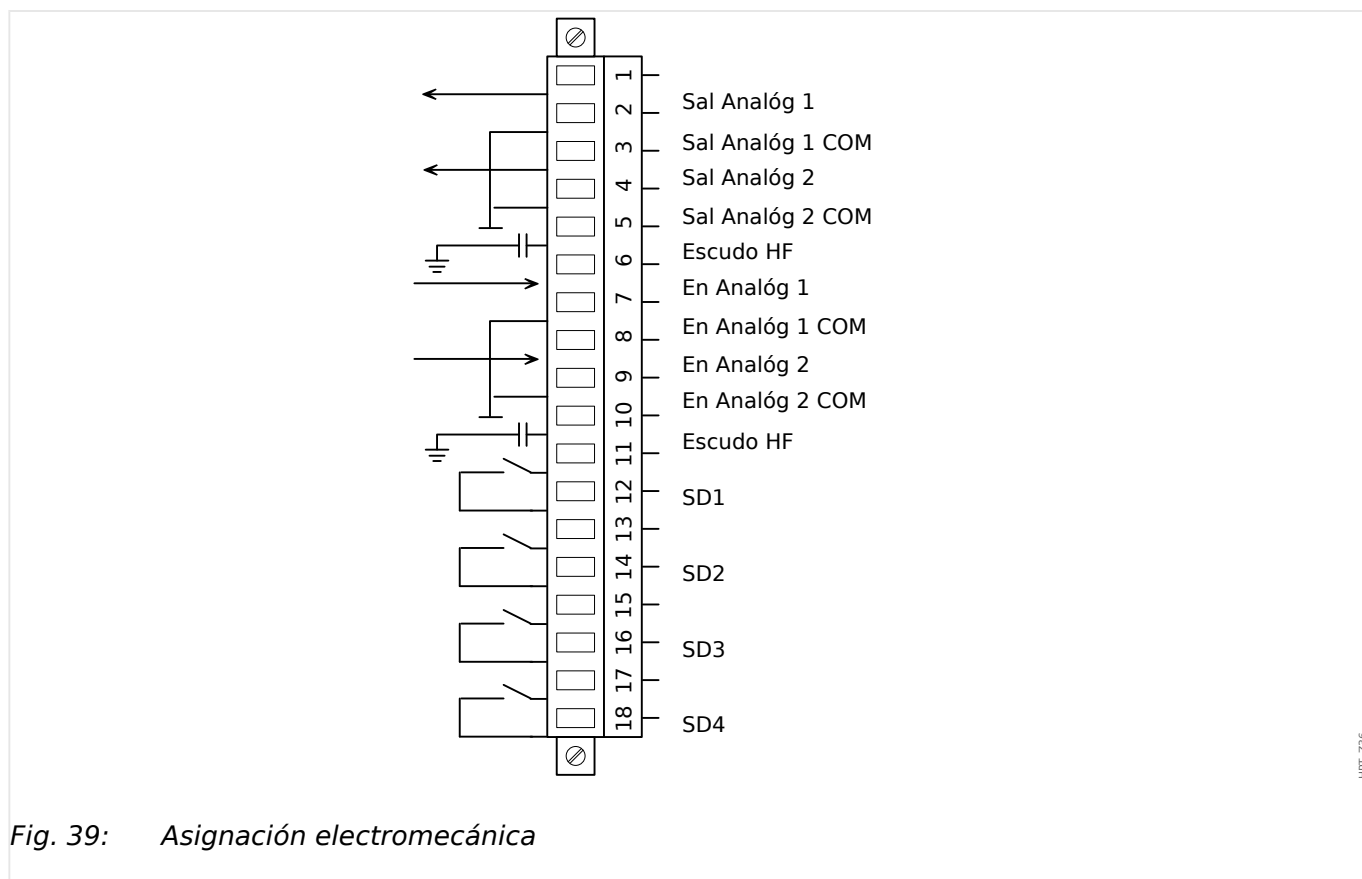 1
2
Sal Analóg 1
3
Sal Analóg 1 COM
Sal Analóg 2
4
Sal Analóg 2 COM
5
Escudo HF
6
En Analóg 1
7
En Analóg 1 COM
8
En Analóg 2
9
En Analóg 2 COM
10
Escudo HF
11
12
SD1
13
14
SD2
15
16
SD3
17
18
SD4
Fig. 39: Asignación electromecánica